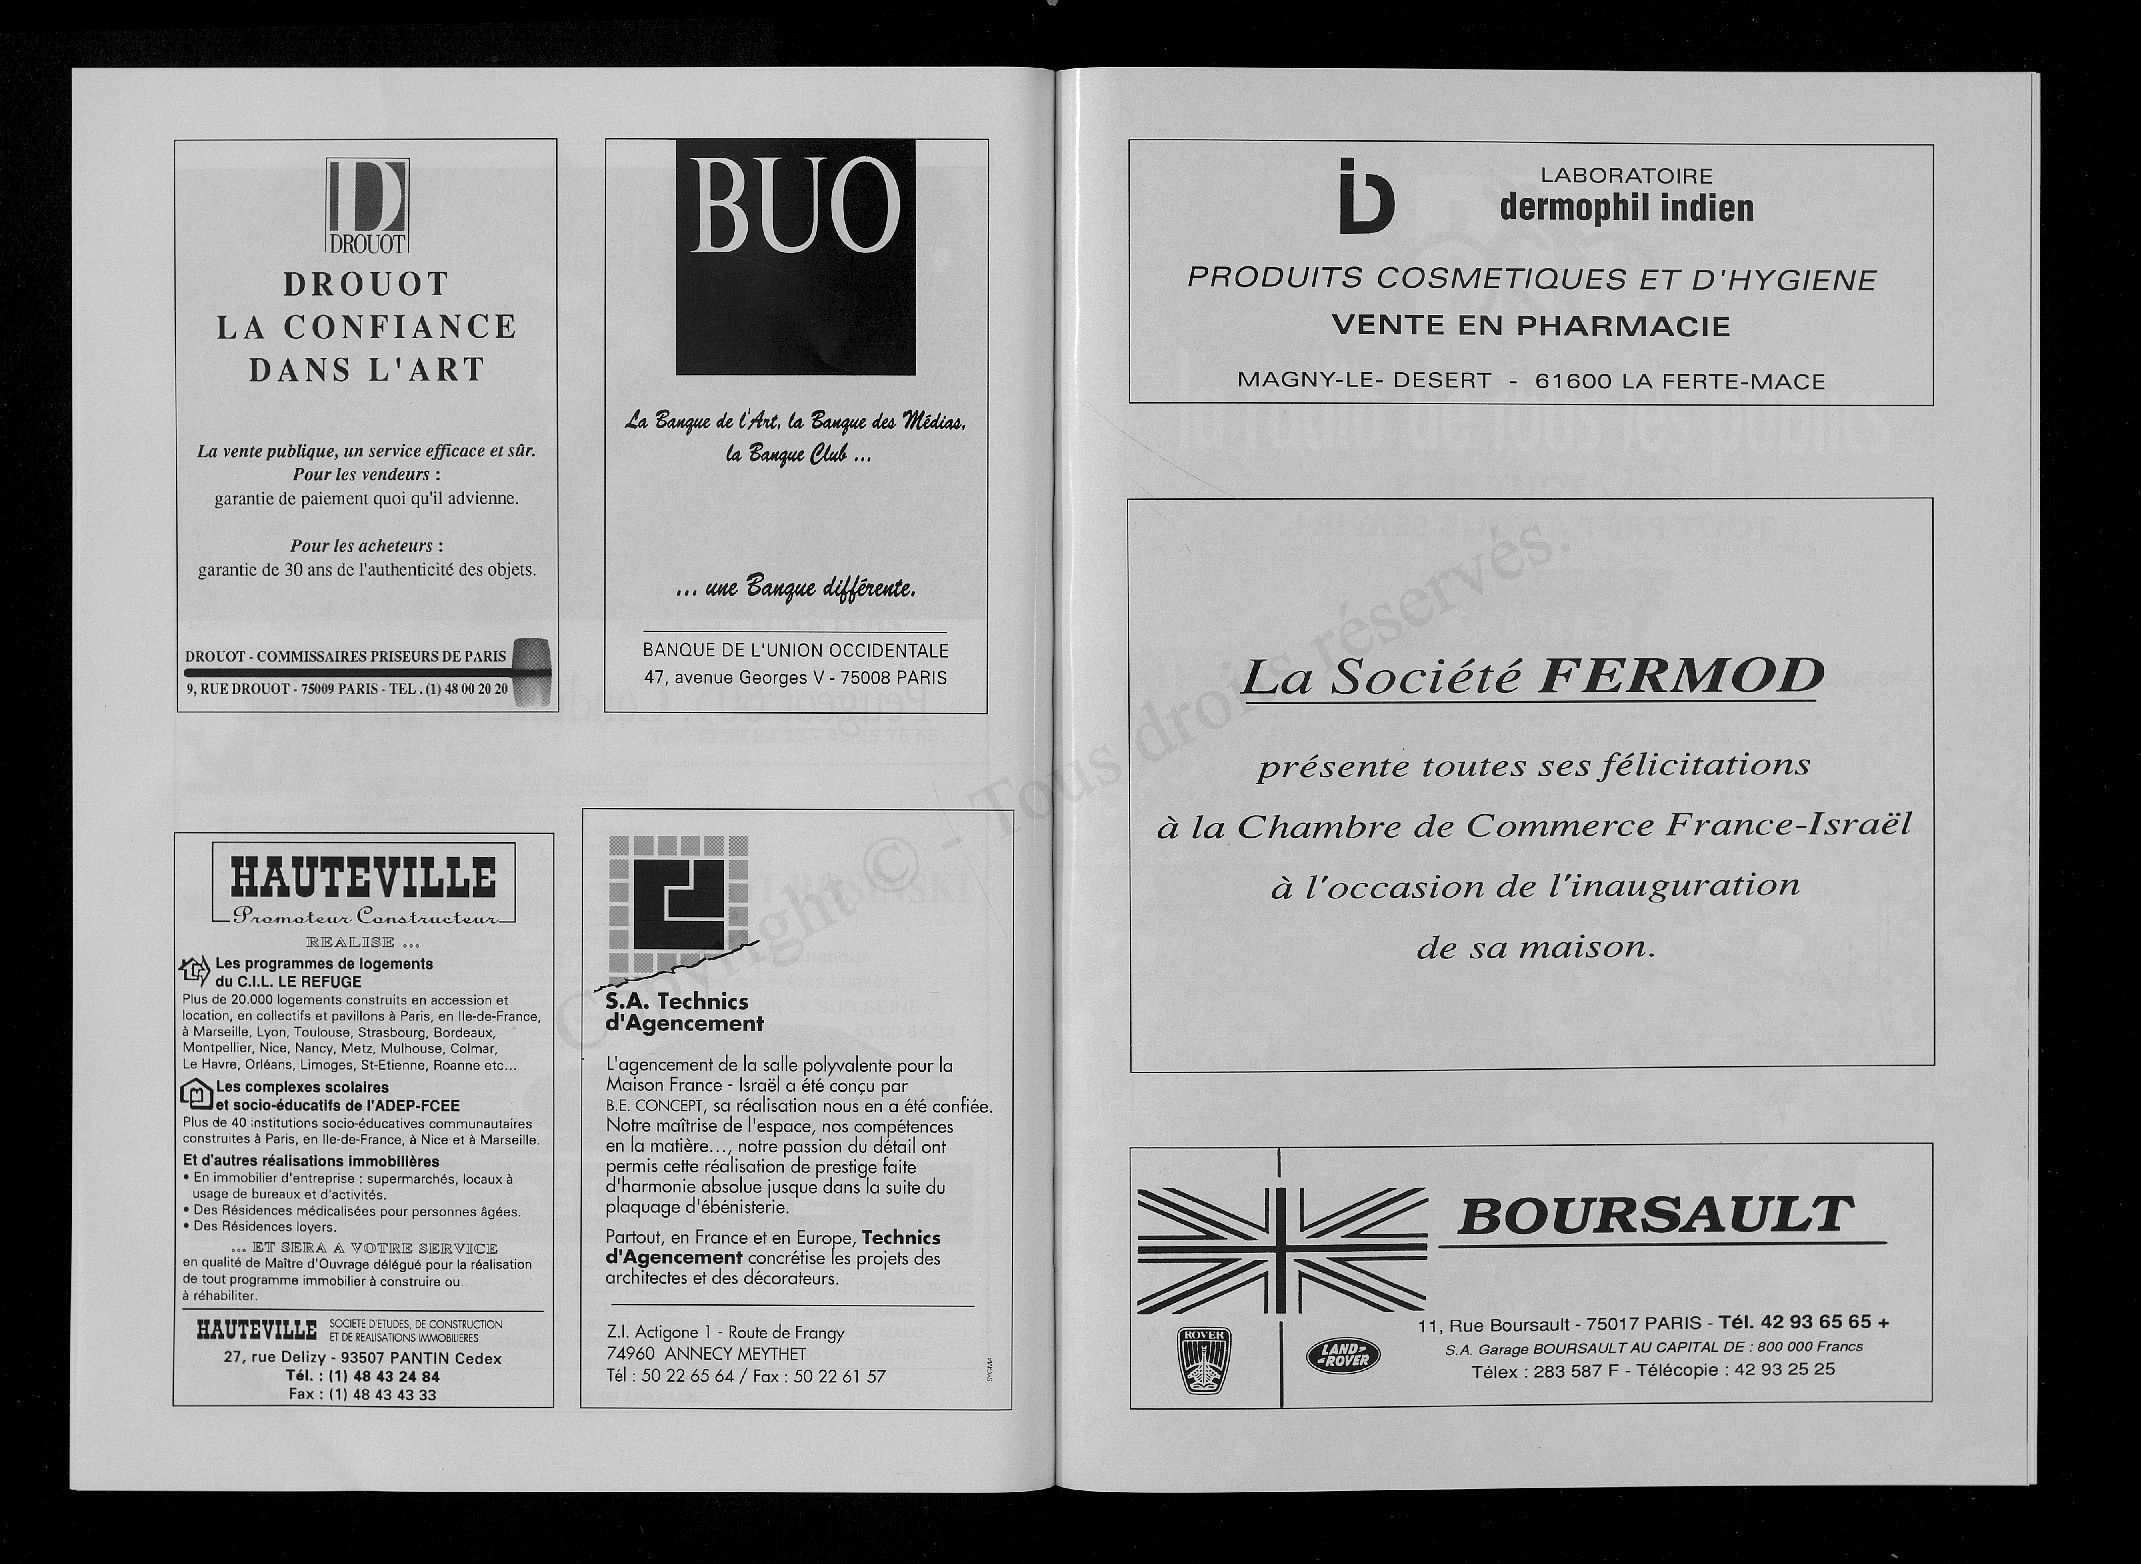 DROUOT
DROUOT
LA CONFIANCE
DANS L'ART
La vente publique, un service efficace et sûr.
Pour les vendeurs :
garantie de paiement quoi qu'il advienne.
Pour les acheteurs :
garantie de 30 ans de l'authenticité des objets.
DROUOT - COMMISSAIRES PRISEURS DE PARIS
9, RUE DROUOT - 75009 PARIS - TEL. (1) 48 00 20 20
BUO
La Banque de l'Art, la Banque des Médias,
la Banque Club ...
... une Banque différente.
BANQUE DE L'UNION OCCIDENTALE
47, avenue Georges V - 75008 PARIS
HAUTEVILLE
Promoteur Constructeur
REALISE ...
Les programmes de logements
du C.I.L. LE REFUGE
Plus de 20.000 logements construits en accession et
location, en collectifs et pavillons à Paris, en Ile-de-France,
à Marseille, Lyon, Toulouse, Strasbourg, Bordeaux,
Montpellier, Nice, Nancy, Metz, Mulhouse, Colmar,
Le Havre, Orléans, Limoges, St-Etienne, Roanne etc...
Les complexes scolaires
et socio-éducatifs de l'ADEP-FCEE
Plus de 40 institutions socio-éducatives communautaires
construites à Paris, en Ile-de-France, à Nice et à Marseille.
Et d'autres réalisations immobilières
• En immobilier d'entreprise : supermarchés, locaux à
usage de bureaux et d'activités.
• Des Résidences médicalisées pour personnes âgées.
• Des Résidences loyers.
... ET SERA A VOTRE SERVICE
en qualité de Maître d'Ouvrage délégué pour la réalisation
de tout programme immobilier à construire ou
à réhabiliter.
HAUTEVILLE SOCIETE D'ETUDES, DE CONSTRUCTION
ET DE REALISATIONS IMMOBILIERES
27, rue Delizy - 93507 PANTIN Cedex
Tél. : (1) 48 43 24 84
Fax : (1) 48 43 43 33
S.A. Technics
d'Agencement
L'agencement de la salle polyvalente pour la
Maison France - Israël a été conçu par
B.E. CONCEPT, sa réalisation nous en a été confiée.
Notre maîtrise de l'espace, nos compétences
en la matière..., notre passion du détail ont
permis cette réalisation de prestige faite
d'harmonie absolue jusque dans la suite du
plaquage d'ébénisterie.
Partout, en France et en Europe, Technics
d'Agencement concrétise les projets des
architectes et des décorateurs.
Z.I. Actigone 1 - Route de Frangy
74960 ANNECY MEYTHET
Tél : 50 22 65 64 / Fax : 50 22 61 57
LABORATOIRE
dermophil indien
PRODUITS COSMETIQUES ET D'HYGIENE
VENTE EN PHARMACIE
MAGNY-LE- DESERT - 61600 LA FERTE-MACE
La Société FERMOD
présente toutes ses félicitations
à la Chambre de Commerce France-Israël
à l'occasion de l'inauguration
de sa maison.
BOURSAULT
11, Rue Boursault - 75017 PARIS - Tél. 42 93 65 65 +
S.A. Garage BOURSAULT AU CAPITAL DE : 800 000 Francs
Télex : 283 587 F - Télécopie : 42 93 25 25
ROVER
LAND-
-ROVER
Copyright © - Tous droits réservés.